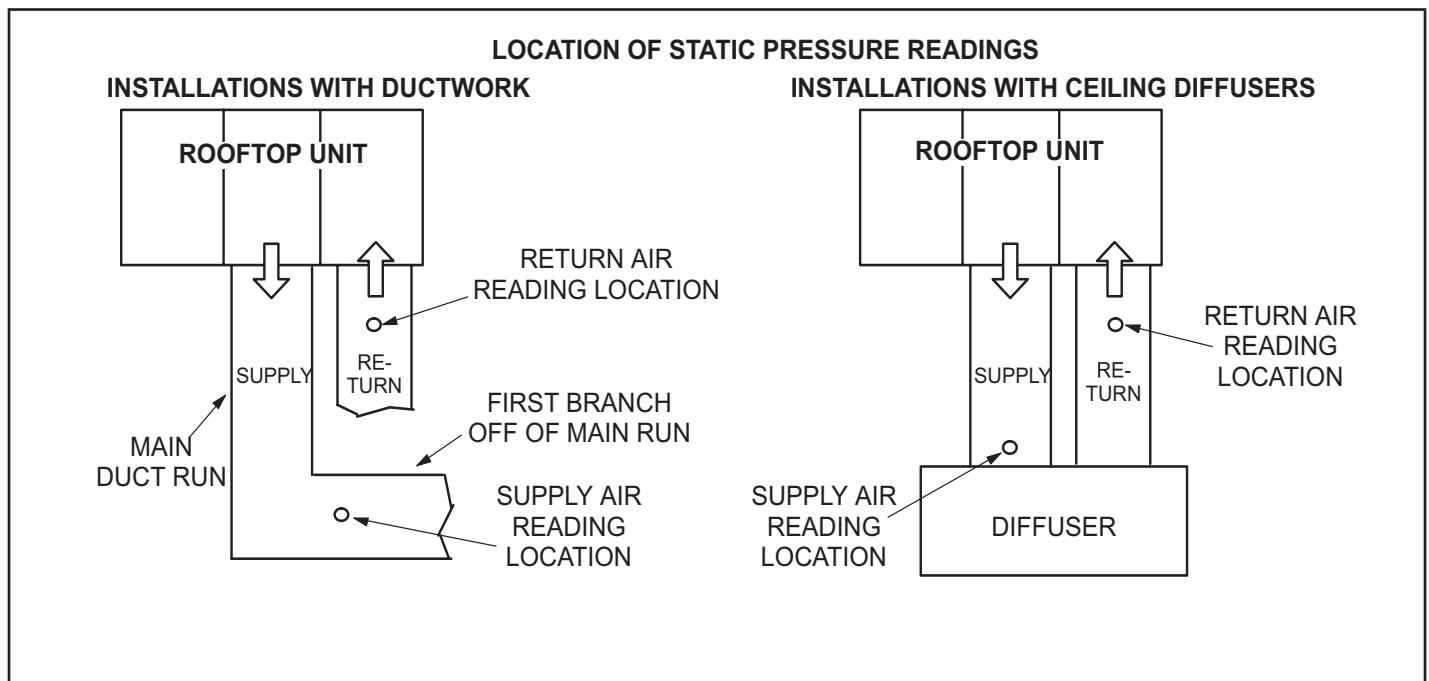 LOCATION OF STATIC PRESSURE READINGS
INSTALLATIONS WITH DUCTWORK
ROOFTOP UNIT
RETURN AIR
READING LOCATION
SUPPLY
RE-
TURN
FIRST BRANCH
OFF OF MAIN RUN
MAIN
DUCT RUN
SUPPLY AIR
READING
LOCATION
INSTALLATIONS WITH CEILING DIFFUSERS
ROOFTOP UNIT
RETURN AIR
READING
LOCATION
SUPPLY
RE-
TURN
SUPPLY AIR
READING
LOCATION
DIFFUSER